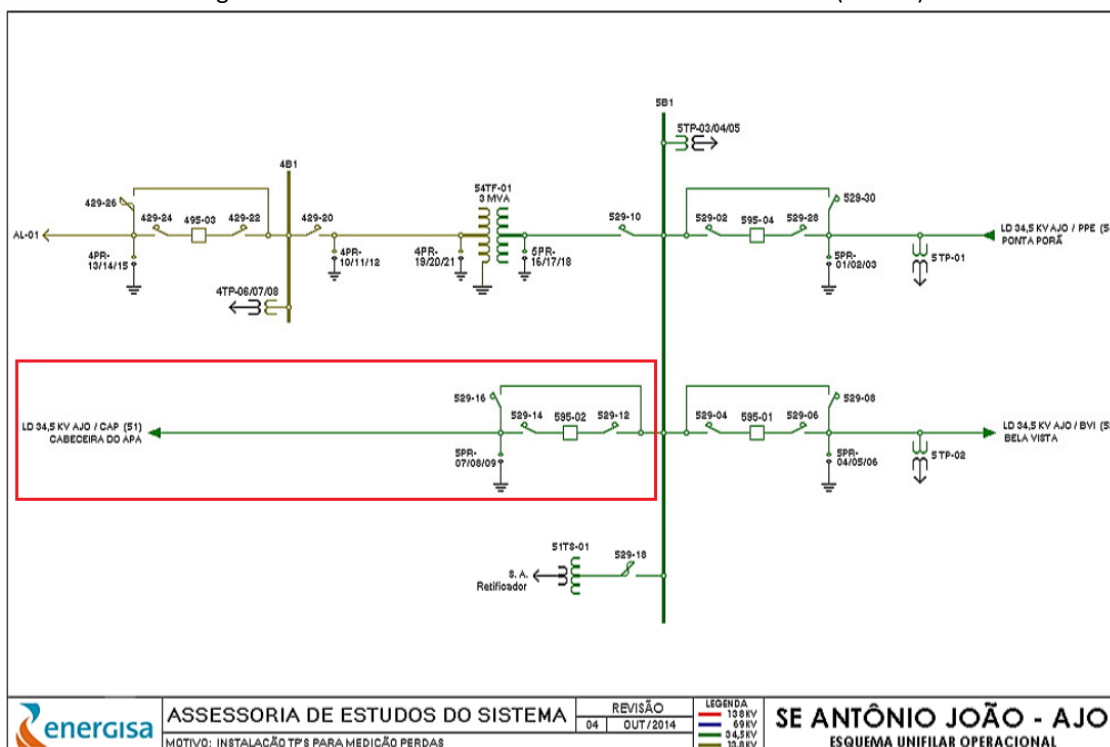 5B1
5TP-03/04/05
4B1
54TF-01
3 MVA
429-26
429-24 495-03 429-22 429-20
529-10 529-02 595-04 529-28
529-30
AL-01
LD 34,5 KV AJO / PPE
PONTA PORÃ
4PR-
13/14/15
4PR-
10/11/12
4PR-
19/20/21
5PR-
16/17/18
5PR-
01/02/03
5 TP-01
4TP-06/07/08
529-16
529-14 595-02 529-12
529-04 595-01 529-06
529-08
LD 34,5 KV AJO / CAP (51)
CABECEIRA DO APA
LD 34,5 KV AJO / BVI
BELA VISTA
5PR-
07/08/09
5PR-
04/05/06
5 TP-02
51TS-01
529-18
S. A.
Retificador
energisa
ASSESSORIA DE ESTUDOS DO SISTEMA
MOTIVO: INSTALAÇÃO TP'S PARA MEDIÇÃO PERDAS
REVISÃO
04 OUT/2014
LEGENDA
138KV
69KV
34,5KV
13,8KV
SE ANTÔNIO JOÃO - AJO
ESQUEMA UNIFILAR OPERACIONAL